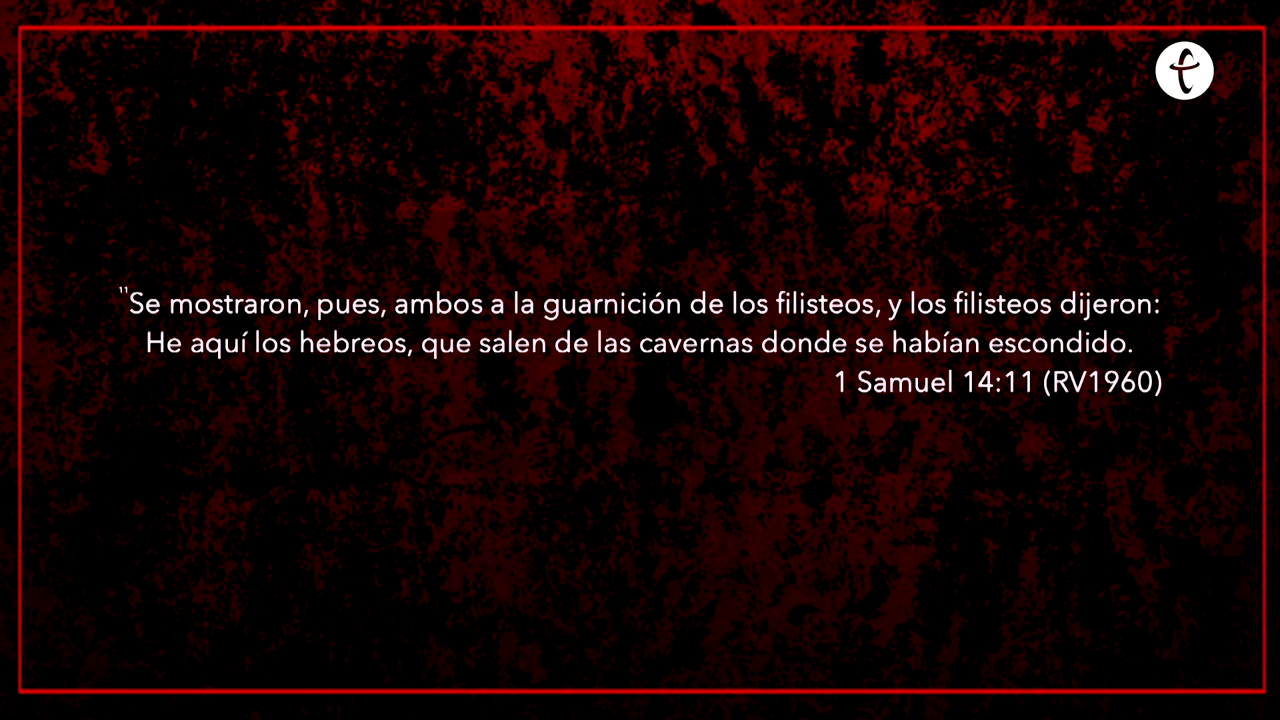 "Se mostraron, pues, ambos a la guarnición de los filisteos, y los filisteos dijeron:
He aquí los hebreos, que salen de las cavernas donde se habían escondido.
1 Samuel 14:11 (RV1960)